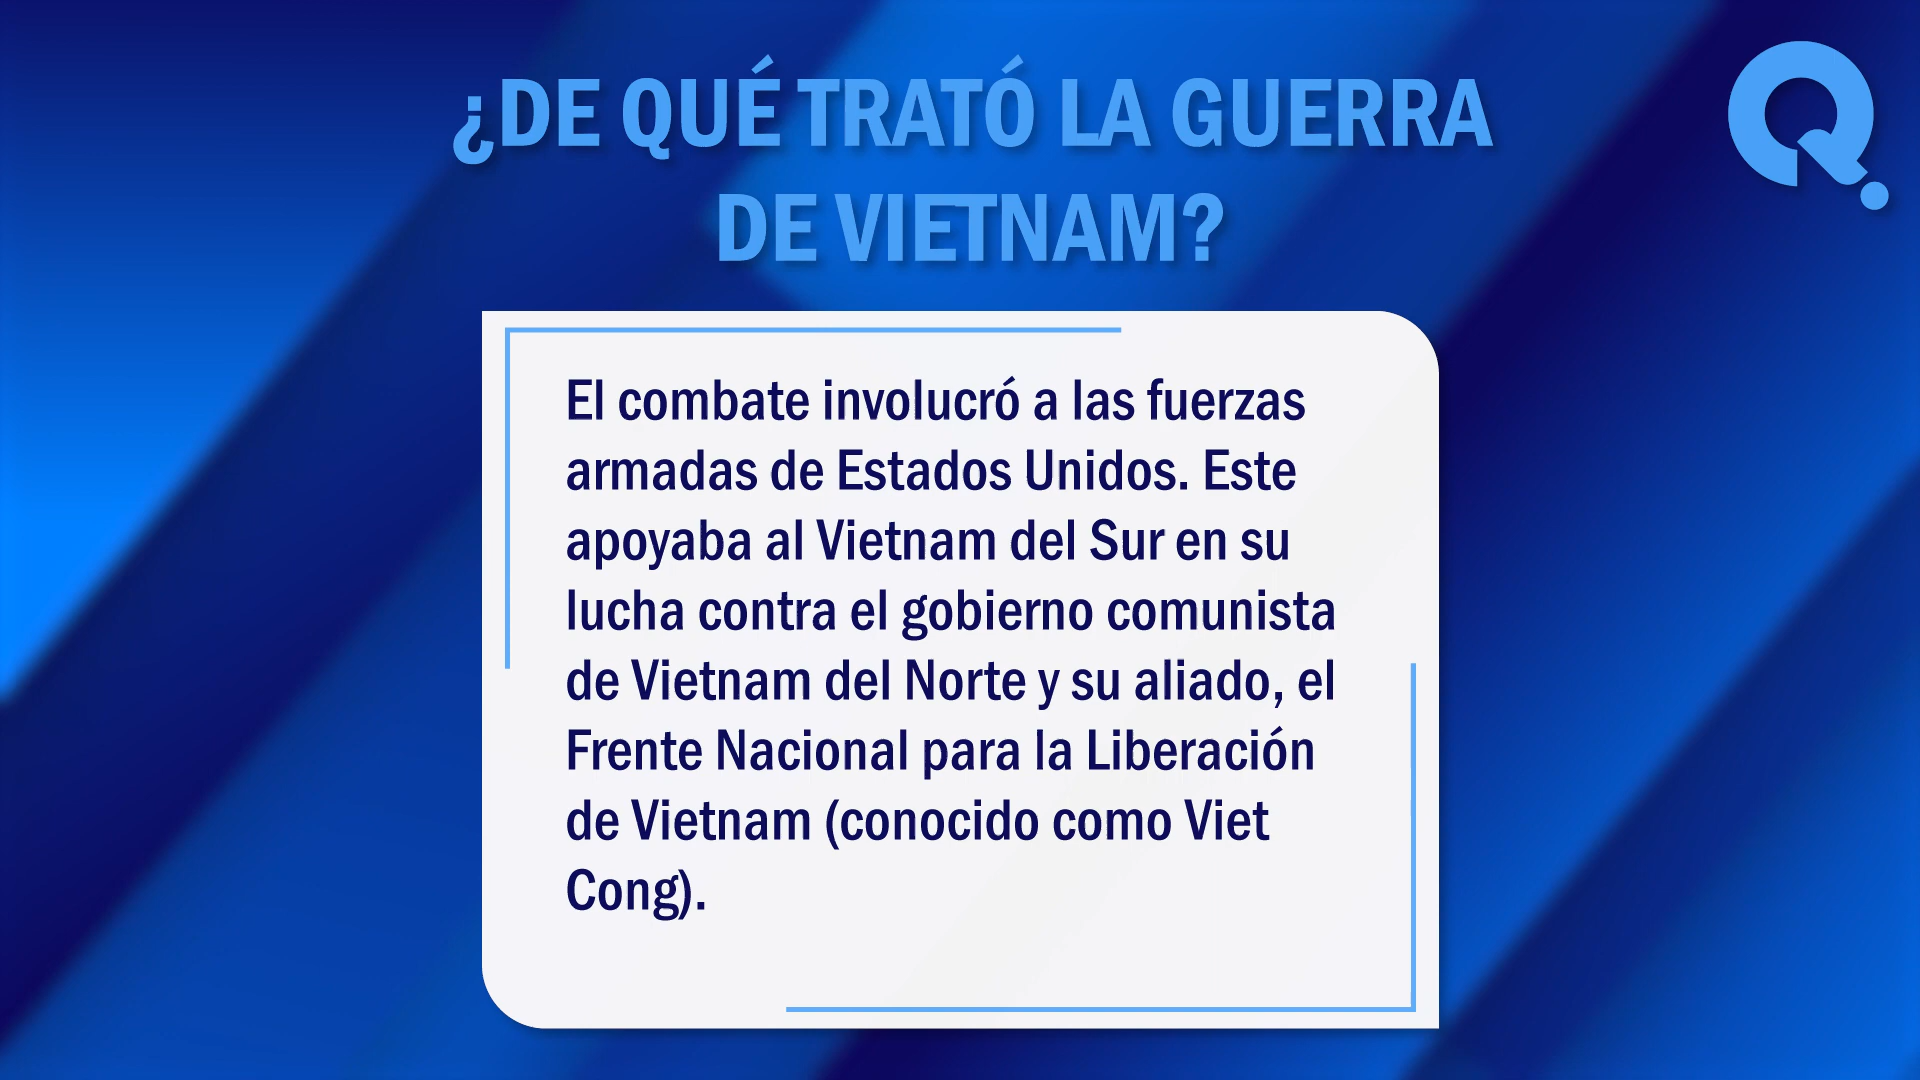 ¿DE QUÉ TRATÓ LA GUERRA
DE VIETNAM?
Q.
El combate involucró a las fuerzas
armadas de Estados Unidos. Este
apoyaba al Vietnam del Sur en su
lucha contra el gobierno comunista
de Vietnam del Norte y su aliado, el
Frente Nacional para la Liberación
de Vietnam (conocido como Viet
Cong).